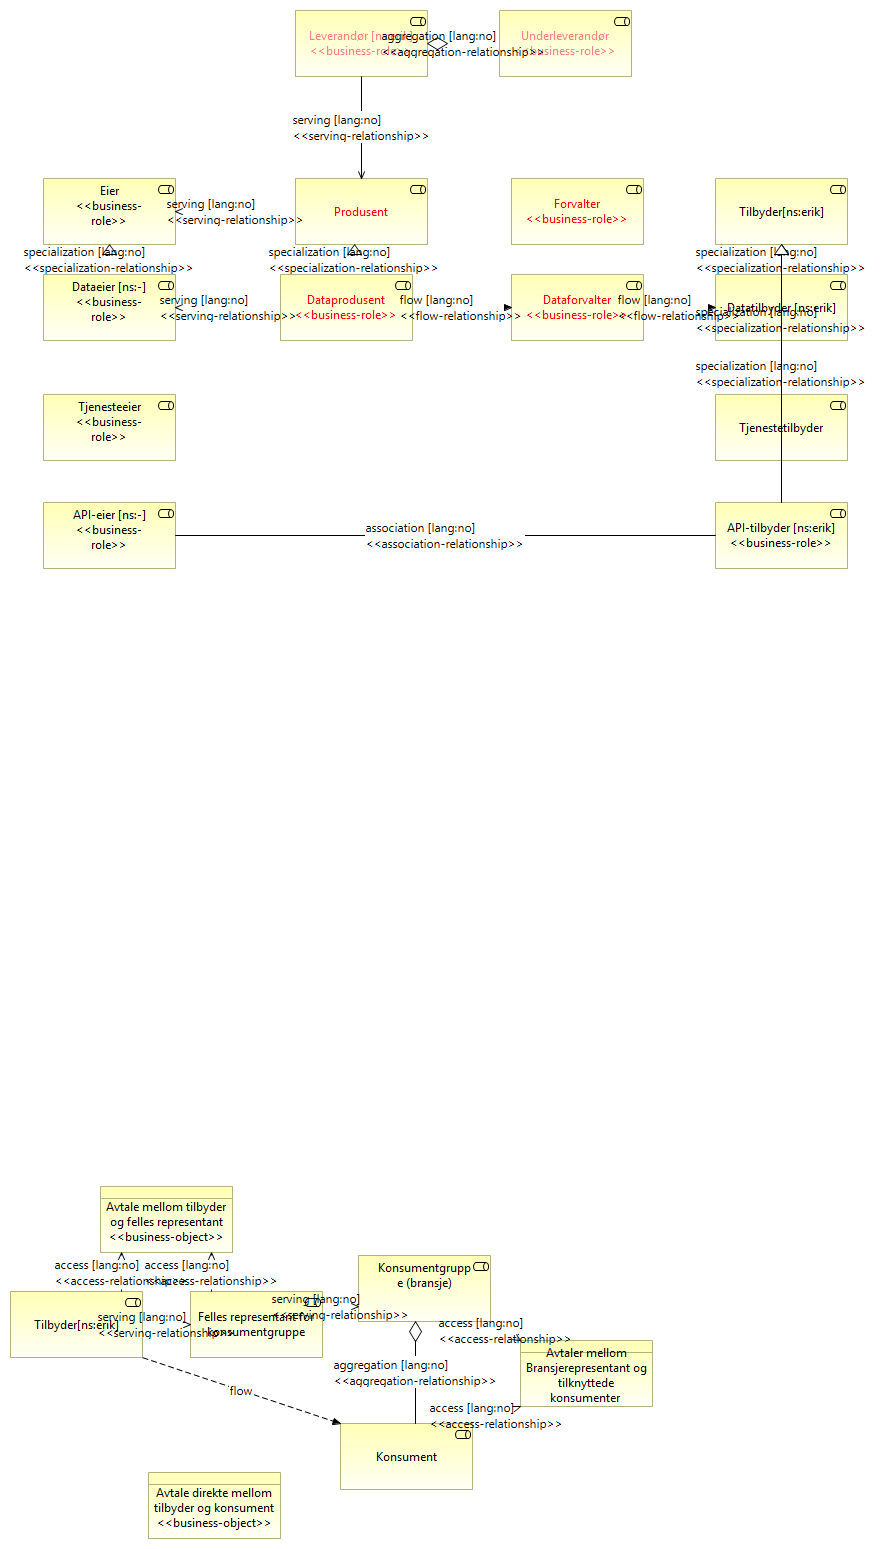 Leverandør
<<business-role>>
aggregation [lang:no]
<<aggregation-relationship>>
Underleverandør
<<business-role>>
serving [lang:no]
<<serving-relationship>>
Eier
<<business-
role>>
serving [lang:no]
<<serving-relationship>>
Produsent
Forvalter
<<business-role>>
Tilbyder[ns:erik]
specialization [lang:no]
<<specialization-relationship>>
specialization [lang:no]
<<specialization-relationship>>
specialization [lang:no]
<<specialization-relationship>>
Dataeier [ns:-]
<<business-
role>>
serving [lang:no]
<<serving-relationship>>
Dataprodusent
<<business-role>>
flow [lang:no]
<<flow-relationship>>
Dataforvalter
<<business-role>>
flow [lang:no]
<<flow-relationship>>
Datatilbyder [ns:erik]
specialization [lang:no]
<<specialization-relationship>>
specialization [lang:no]
<<specialization-relationship>>
Tjenesteeier
<<business-
role>>
Tjenestetilbyder
API-eier [ns:-]
<<business-
role>>
association [lang:no]
<<association-relationship>>
API-tilbyder [ns:erik]
<<business-role>>
Avtale mellom tilbyder
og felles representant
<<business-object>>
access [lang:no]
<<access-relationship>>
access [lang:no]
<<access-relationship>>
Tilbyder[ns:erik]
serving [lang:no]
<<serving-relationship>>
Felles representant for
konsumentgruppe
serving [lang:no]
<<serving-relationship>>
Konsumentgrupp
e (bransje)
access [lang:no]
<<access-relationship>>
Avtaler mellom
Bransjerepresentant og
tilknyttede
konsumenter
aggregation [lang:no]
<<aggregation-relationship>>
flow
access [lang:no]
<<access-relationship>>
Konsument
Avtale direkte mellom
tilbyder og konsument
<<business-object>>